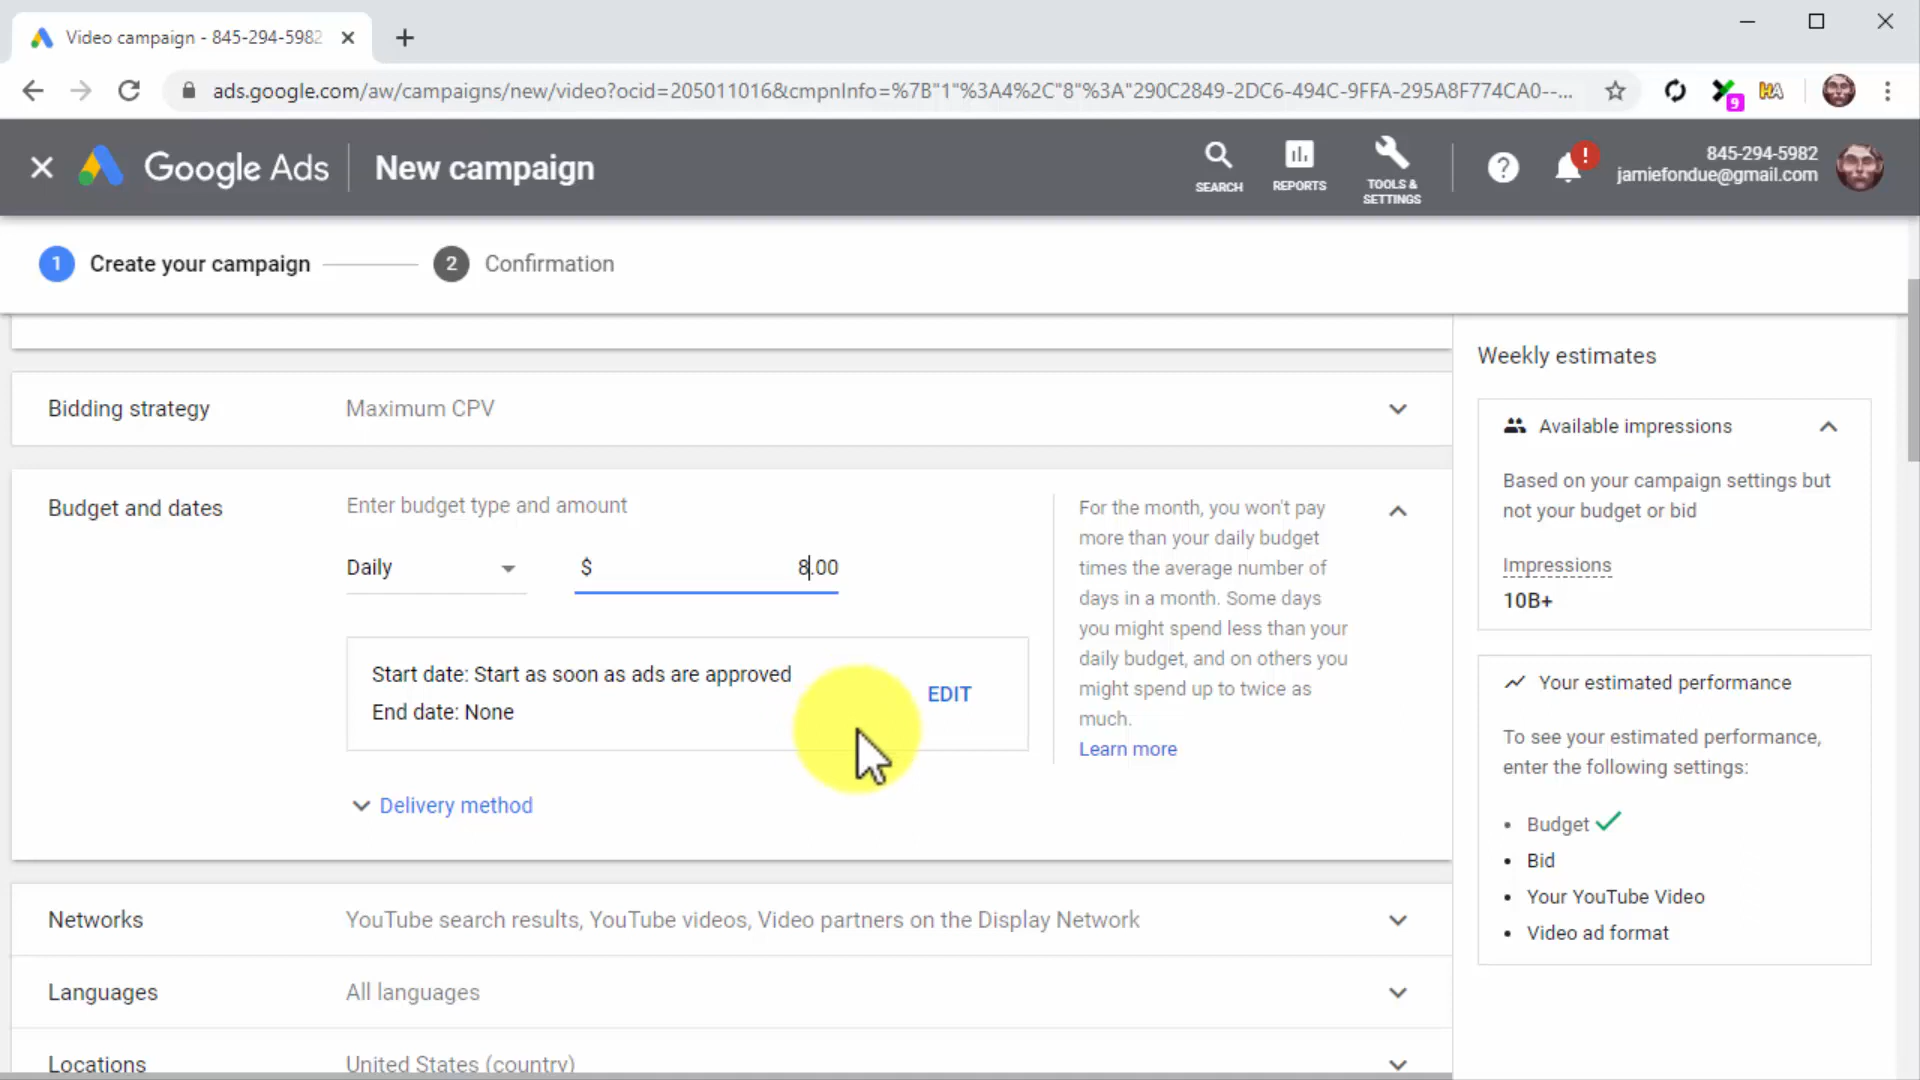 Video campaign - 845-294-5982
ads.google.com/aw/campaigns/new/video?ocid=205011016&cmpnInfo=%7B"1"%3A4%2C"8"%3A"290C2849-2DC6-494C-9FFA-295A8F774CA0--...
9
HA
Google Ads
New campaign
SEARCH
REPORTS
TOOLS &
SETTINGS
?
!
845-294-5982
jamiefondue@gmail.com
1 Create your campaign
2 Confirmation
Bidding strategy
Maximum CPV
Budget and dates
Enter budget type and amount
Daily
$ 8.00
Start date: Start as soon as ads are approved
End date: None
EDIT
Delivery method
For the month, you won't pay
more than your daily budget
times the average number of
days in a month. Some days
you might spend less than your
daily budget, and on others you
might spend up to twice as
much.
Learn more
Networks
YouTube search results, YouTube videos, Video partners on the Display Network
Languages
All languages
Locations
United States (country)
Weekly estimates
Available impressions
Based on your campaign settings but
not your budget or bid
Impressions
10B+
Your estimated performance
To see your estimated performance,
enter the following settings:
• Budget
• Bid
• Your YouTube Video
• Video ad format